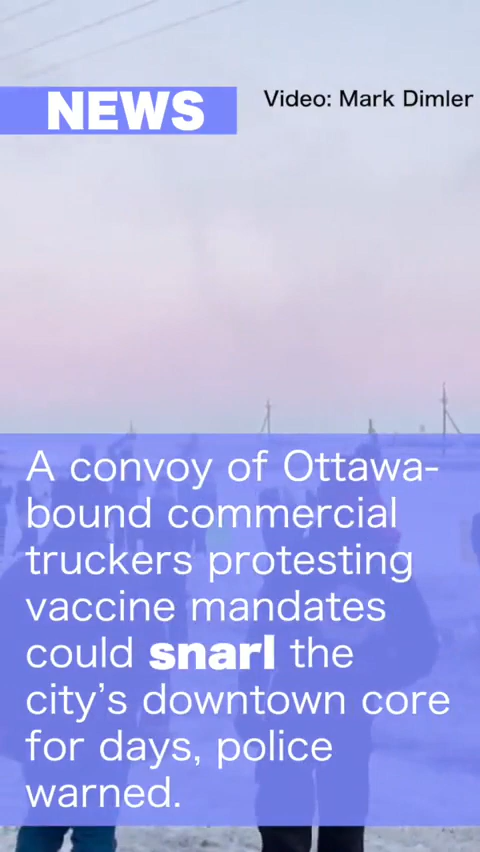 NEWS
Video: Mark Dimler
A convoy of Ottawa-
bound commercial
truckers protesting
vaccine mandates
could snarl the
city’s downtown core
for days, police
warned.